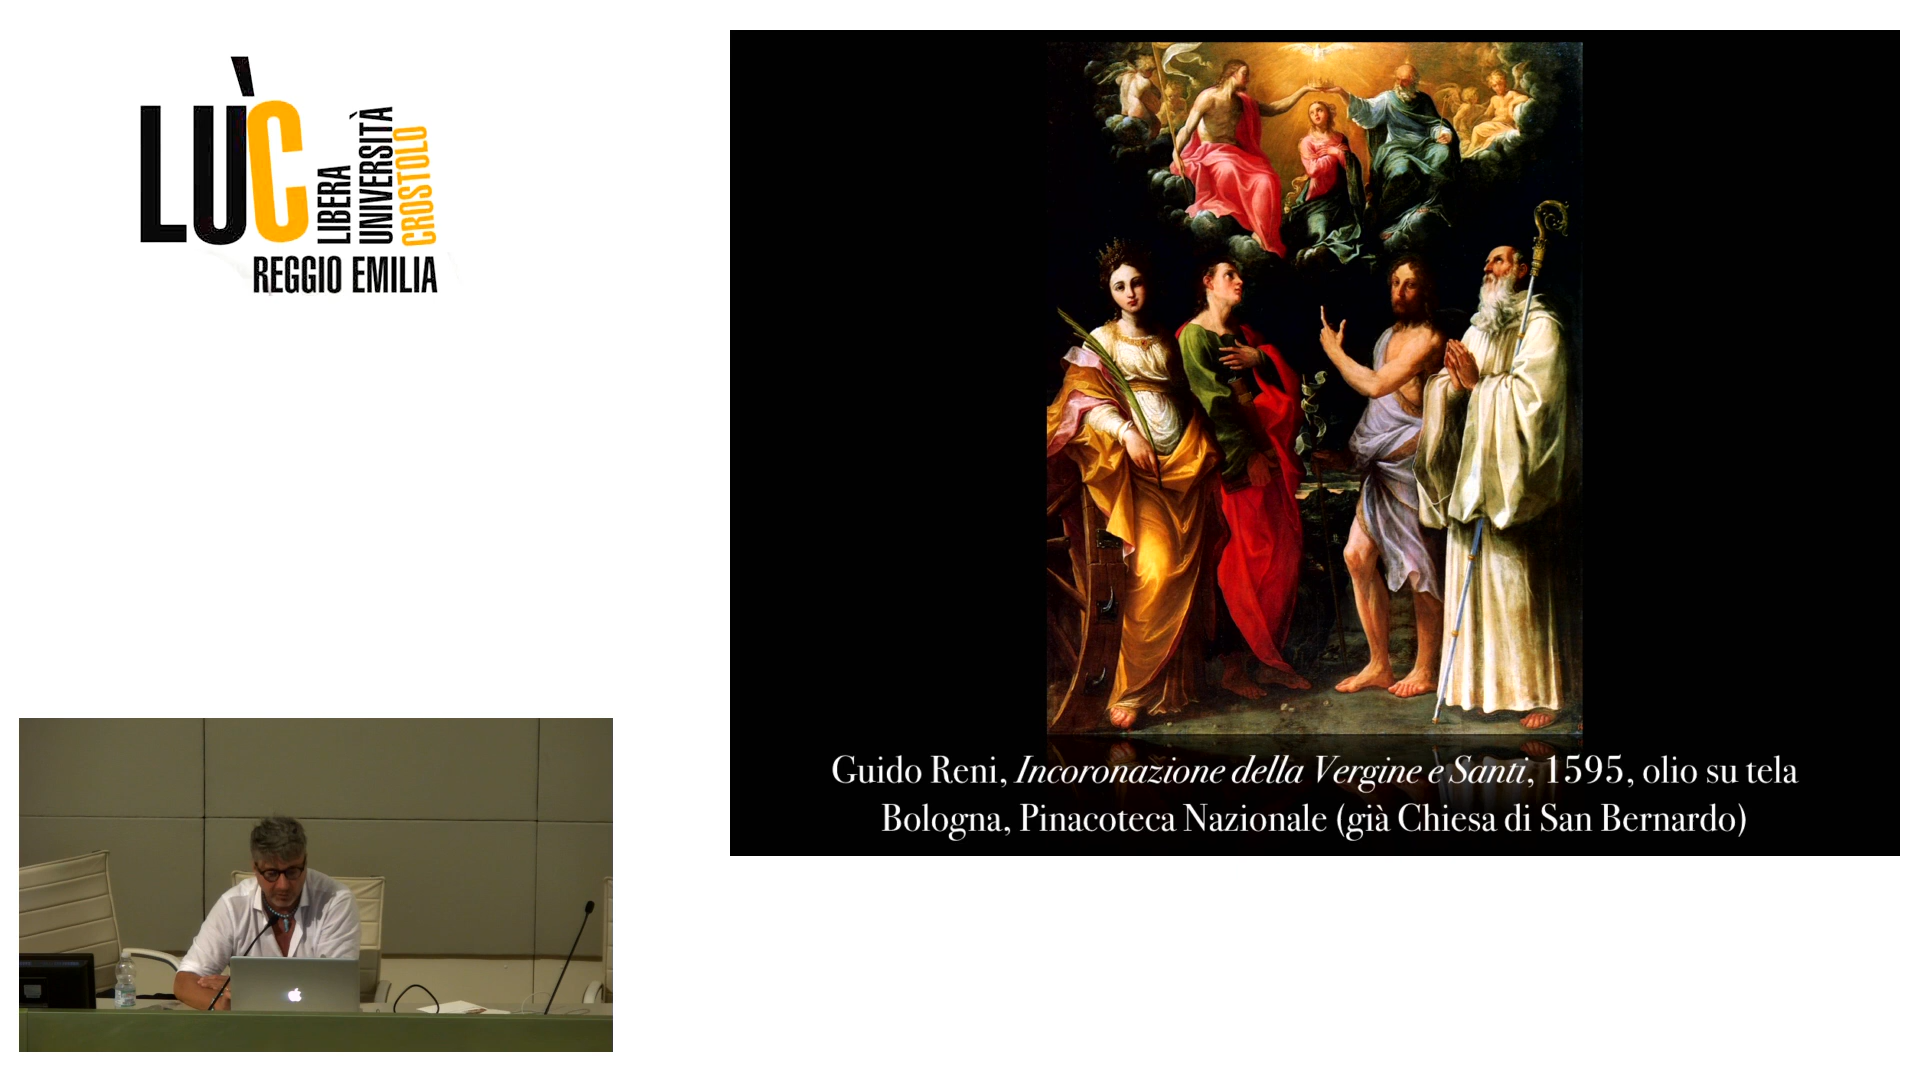 LÙC
LIBERA
UNIVERSITÀ
CROSTOLO
REGGIO EMILIA
Guido Reni, Incoronazione della Vergine e Santi, 1595, olio su tela
Bologna, Pinacoteca Nazionale (già Chiesa di San Bernardo)